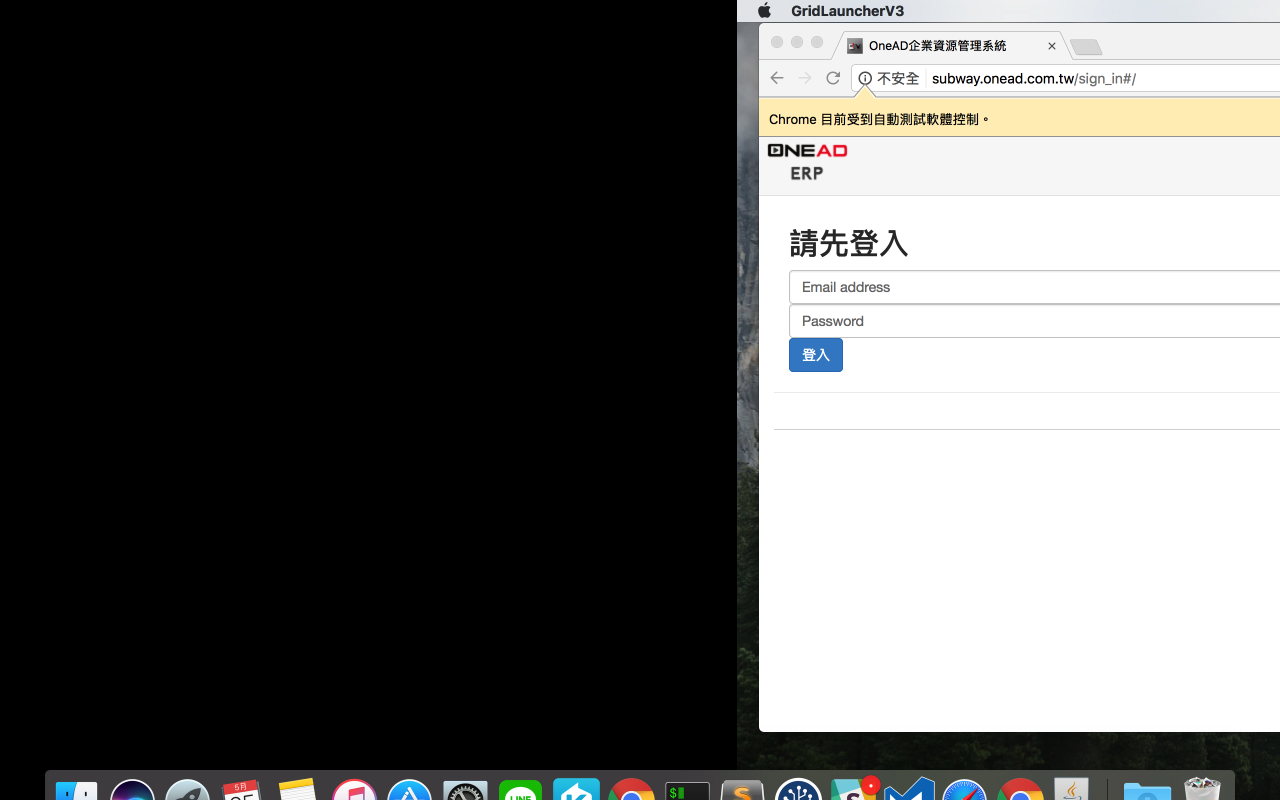 GridLauncherV3
OneAD企業資源管理系統
不安全 subway.onead.com.tw/sign_in#/
Chrome 目前受到自動測試軟體控制。
ONEAD
ERP
請先登入
Email address
Password
登入
5月
LINE
$
S